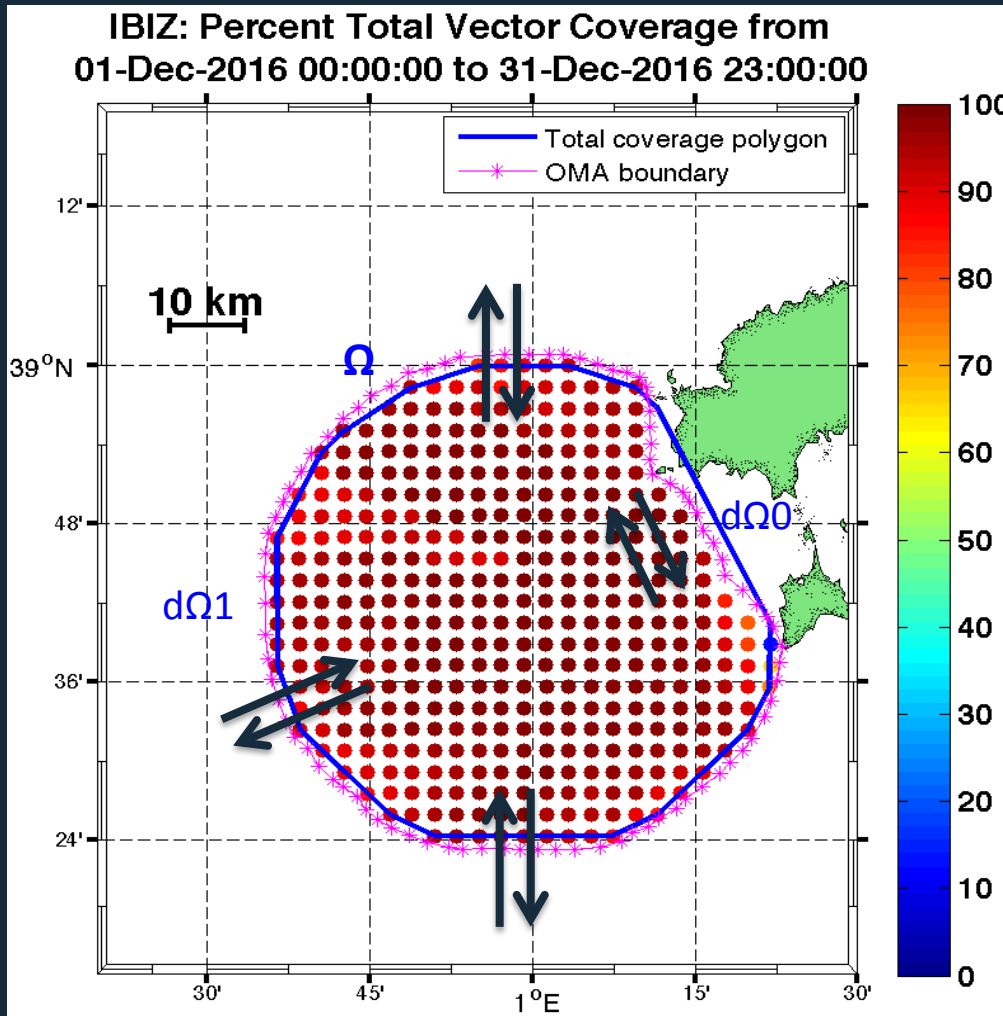 IBIZ: Percent Total Vector Coverage from
01-Dec-2016 00:00:00 to 31-Dec-2016 23:00:00
Total coverage polygon
OMA boundary
10 km
Ω
dΩ0
dΩ1
12'
39°N
48'
36'
24'
30'
45'
1°E
15'
30'
100
90
80
70
60
50
40
30
20
10
0